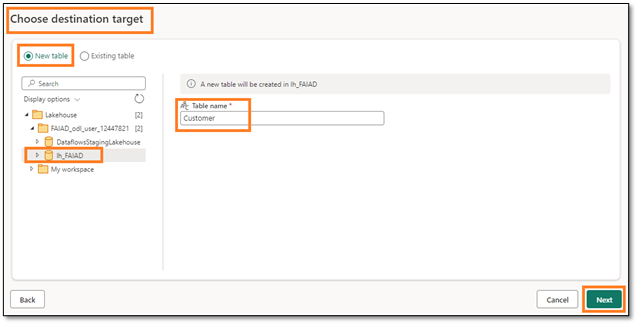 Choose destination target
New table
Existing table
Search
Display options
Lakehouse [2]
FAIAD_odl_user_12447821 [2]
DataflowsStagingLakehouse
lh_FAIAD
My workspace
A new table will be created in lh_FAIAD
Table name *
Customer
Back
Cancel
Next